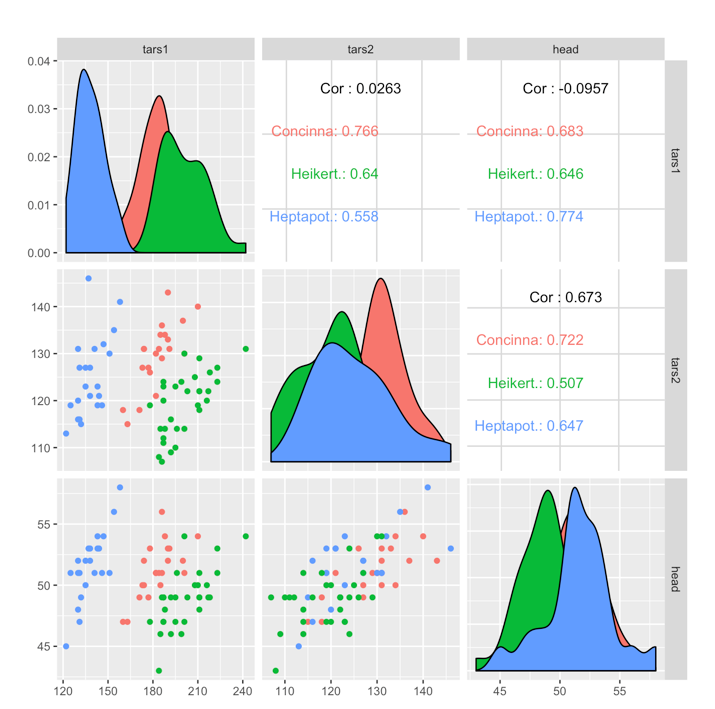 tars1 tars2 head
0.04
0.03
0.02
0.01
0.00
Cor : 0.0263
Concinna: 0.766
Heikert.: 0.64
Heptapot.: 0.558
Cor : -0.0957
Concinna: 0.683
Heikert.: 0.646
Heptapot.: 0.774
tars1
140
130
120
110
Cor : 0.673
Concinna: 0.722
Heikert.: 0.507
Heptapot.: 0.647
tars2
55
50
45
head
120 150 180 210 240
110 120 130 140
45 50 55